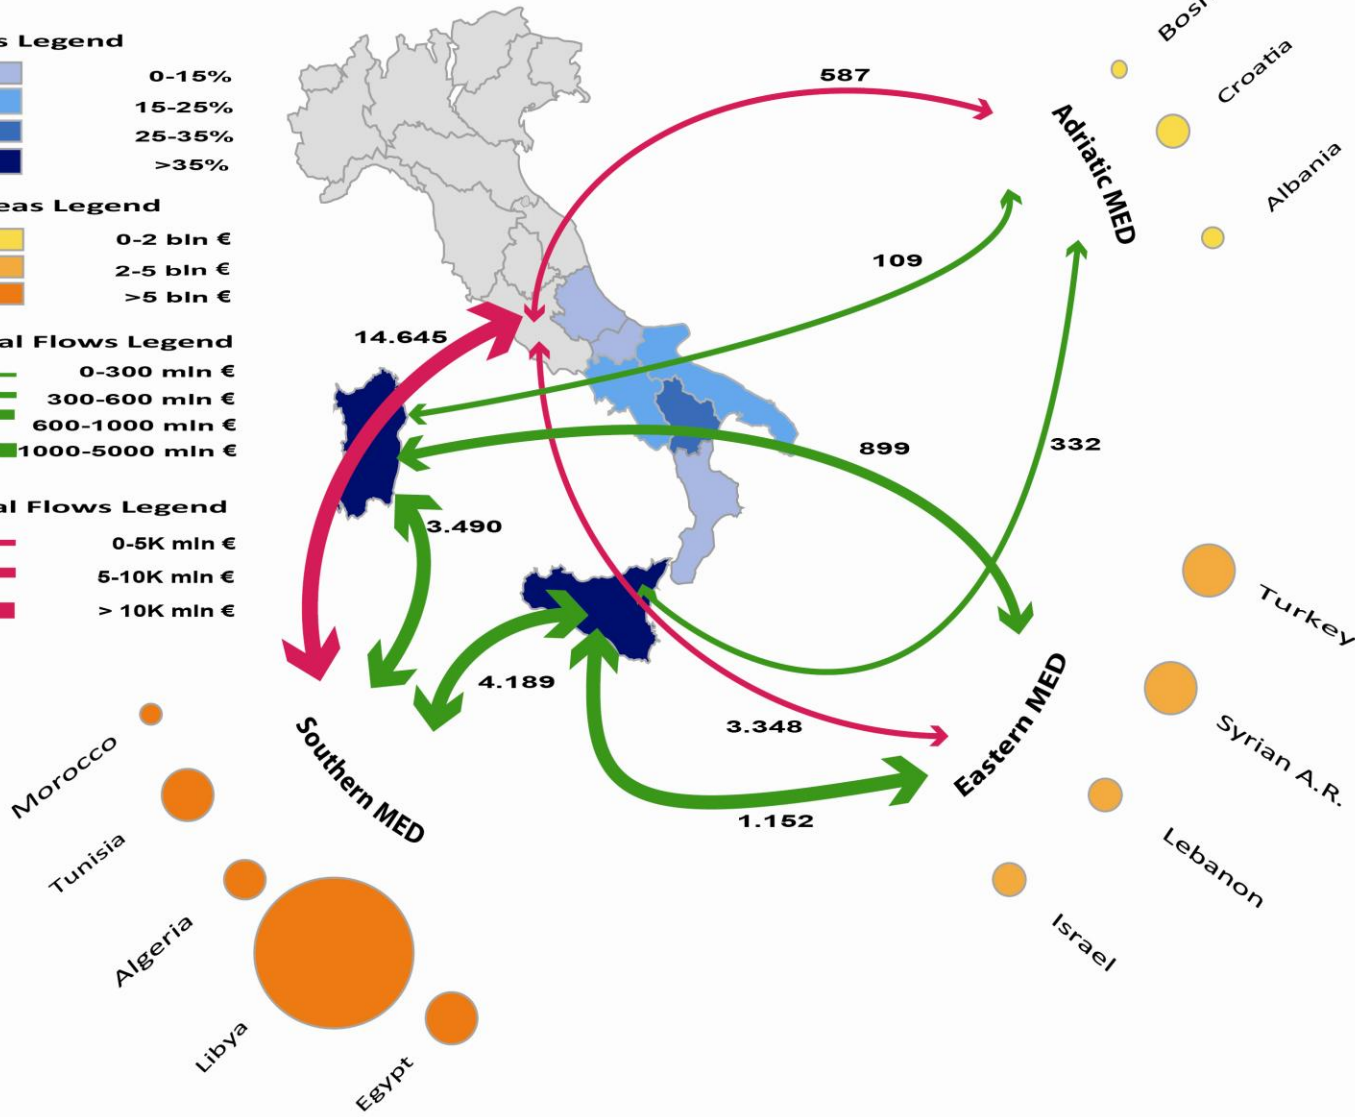 s Legend
0-15%
15-25%
25-35%
>35%
eas Legend
0-2 bln €
2-5 bln €
>5 bln €
al Flows Legend
0-300 mln €
300-600 mln €
600-1000 mln €
1000-5000 mln €
al Flows Legend
0-5K mln €
5-10K mln €
> 10K mln €
587
109
14.645
899
332
3.490
4.189
3.348
1.152
Bos
Croatia
Albania
Adriatic MED
Turkey
Syrian A.R.
Lebanon
Israel
Eastern MED
Southern MED
Morocco
Tunisia
Algeria
Libya
Egypt